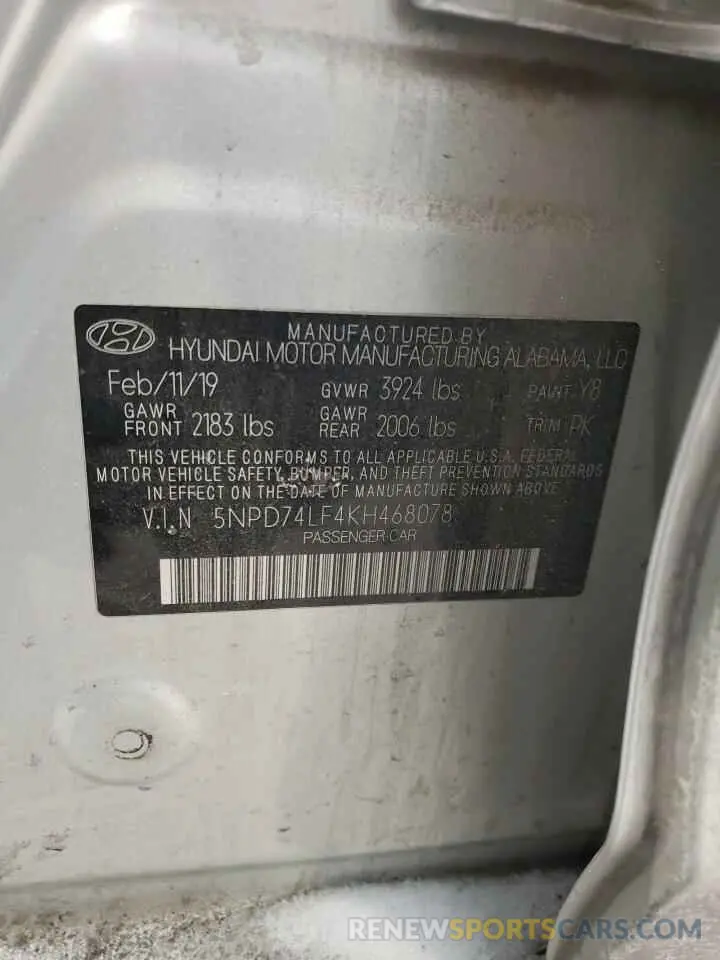 MANUFACTURED BY
HYUNDAI MOTOR MANUFACTURING ALABAMA, LLC
Feb/11/19 GVWR 3924 lbs PAINT Y8
GAWR FRONT 2183 lbs GAWR REAR 2006 lbs TRIM PK
THIS VEHICLE CONFORMS TO ALL APPLICABLE U.S.A. FEDERAL
MOTOR VEHICLE SAFETY, BUMPER, AND THEFT PREVENTION STANDARDS
IN EFFECT ON THE DATE OF MANUFACTURE SHOWN ABOVE
V.I.N 5NPD74LF4KH468078
PASSENGER CAR
RENEWSPORTSCARS.COM